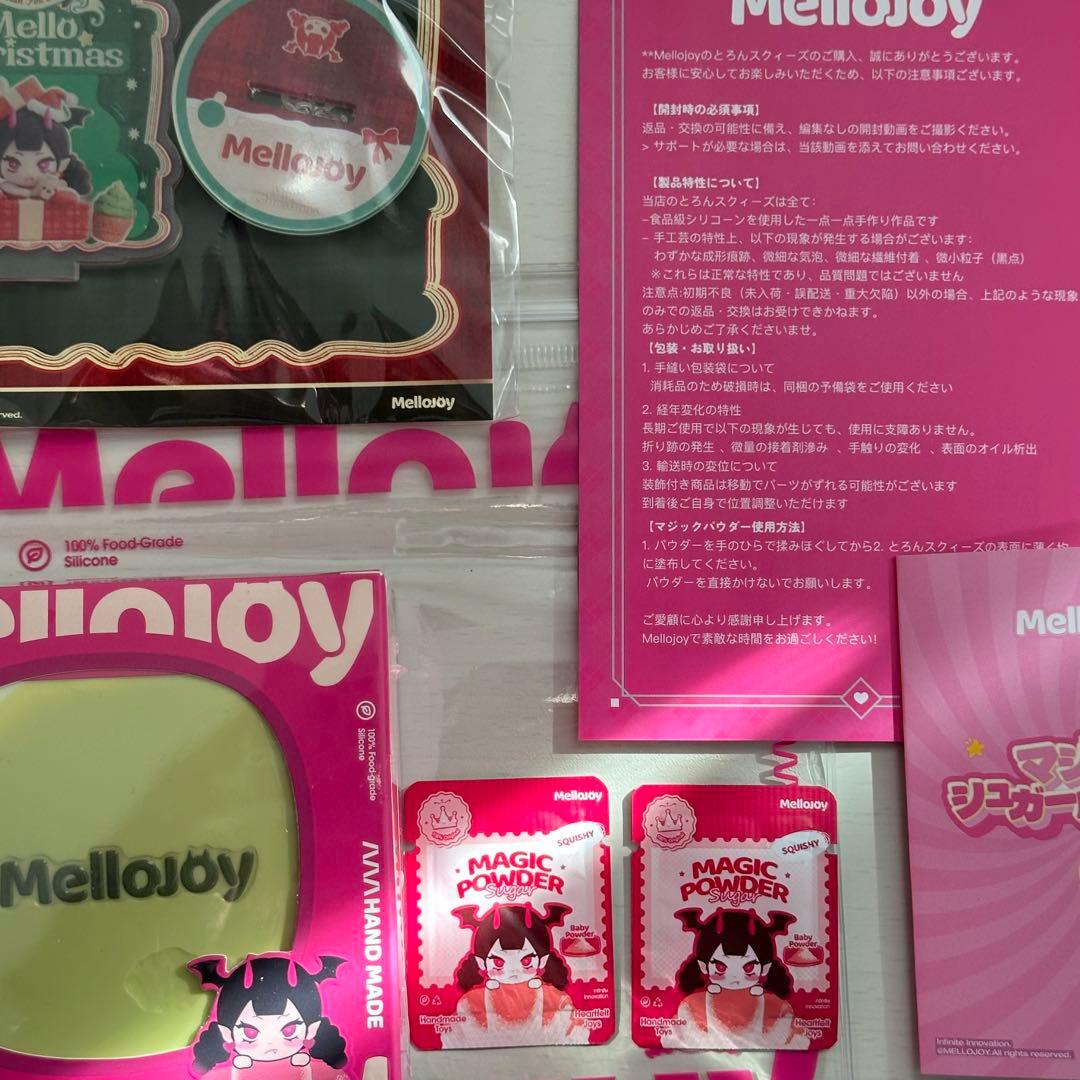 Mello
ristmas
Mellojoy
rved.
Mellojoy
Mellojoy
100% Food-Grade
Silicone
Mellojoy
100% Food-grade
Silicone
HAND MADE
Mellojoy
Mellojoy
**Mellojoyのとろんスクィーズのご購入、誠にありがとうございます。
お客様に安心してお楽しみいただくため、以下の注意事項ございます。
【開封時の必須事項】
返品・交換の可能性に備え、編集なしの開封動画をご撮影ください。
> サポートが必要な場合は、当該動画を添えてお問い合わせください。
【製品特性について】
当店のとろんスクィーズは全て:
−食品級シリコーンを使用した一点一点手作り作品です
− 手工芸の特性上、以下の現象が発生する場合がございます:
わずかな成形痕跡、微細な気泡、微細な繊維付着 、微小粒子（黒点）
※これらは正常な特性であり、品質問題ではございません
注意点:初期不良（未入荷・誤配送・重大欠陥）以外の場合、上記のような現象
のみでの返品・交換はお受けできかねます。
あらかじめご了承くださいませ。
【包装・お取り扱い】
1. 手縫い包装袋について
消耗品のため破損時は、同梱の予備袋をご使用ください
2. 経年変化の特性
長期ご使用で以下の現象が生じても、使用に支障ありません。
折り跡の発生 、微量の接着剤滲み 、手触りの変化 、表面のオイル析出
3. 輸送時の変位について
装飾付き商品は移動でパーツがずれる可能性がございます
到着後ご自身で位置調整いただけます
【マジックパウダー使用方法】
1. パウダーを手のひらで揉みほぐしてから2. とろんスクィーズの表面に薄く均
に塗布してください。
パウダーを直接かけないでお願いします。
ご愛顧に心より感謝申し上げます。
Mellojoyで素敵な時間をお過ごしください!
Mellojoy
SQUISHY
MAGIC
POWDER
Sugar
Baby
Powder
Innovation
Handmade
Toys
Heartfelt
Joys
Mellojoy
SQUISHY
MAGIC
POWDER
Sugar
Baby
Powder
Innovation
Handmade
Toys
Heartfelt
Joys
Mell
マジ
シュガー
Infinite Innovation.
@MELLOJOY.All rights reserved.